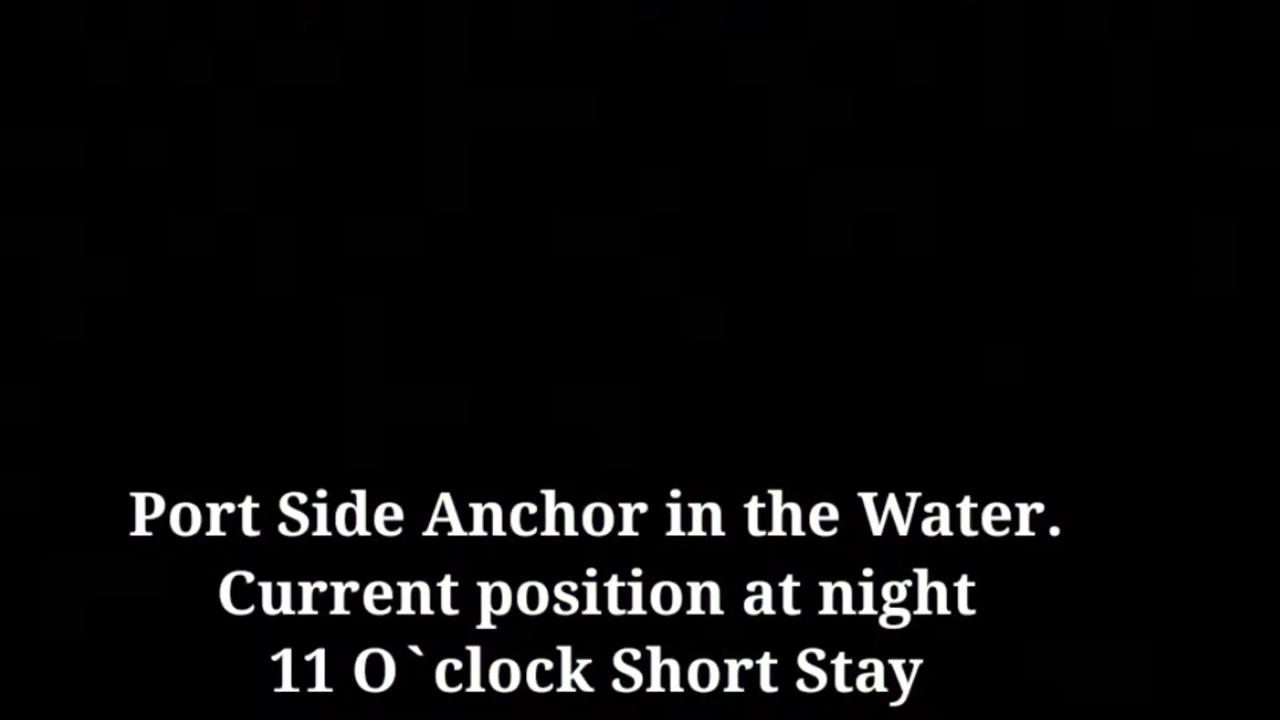 Port Side Anchor in the Water.
Current position at night
11 O`clock Short Stay